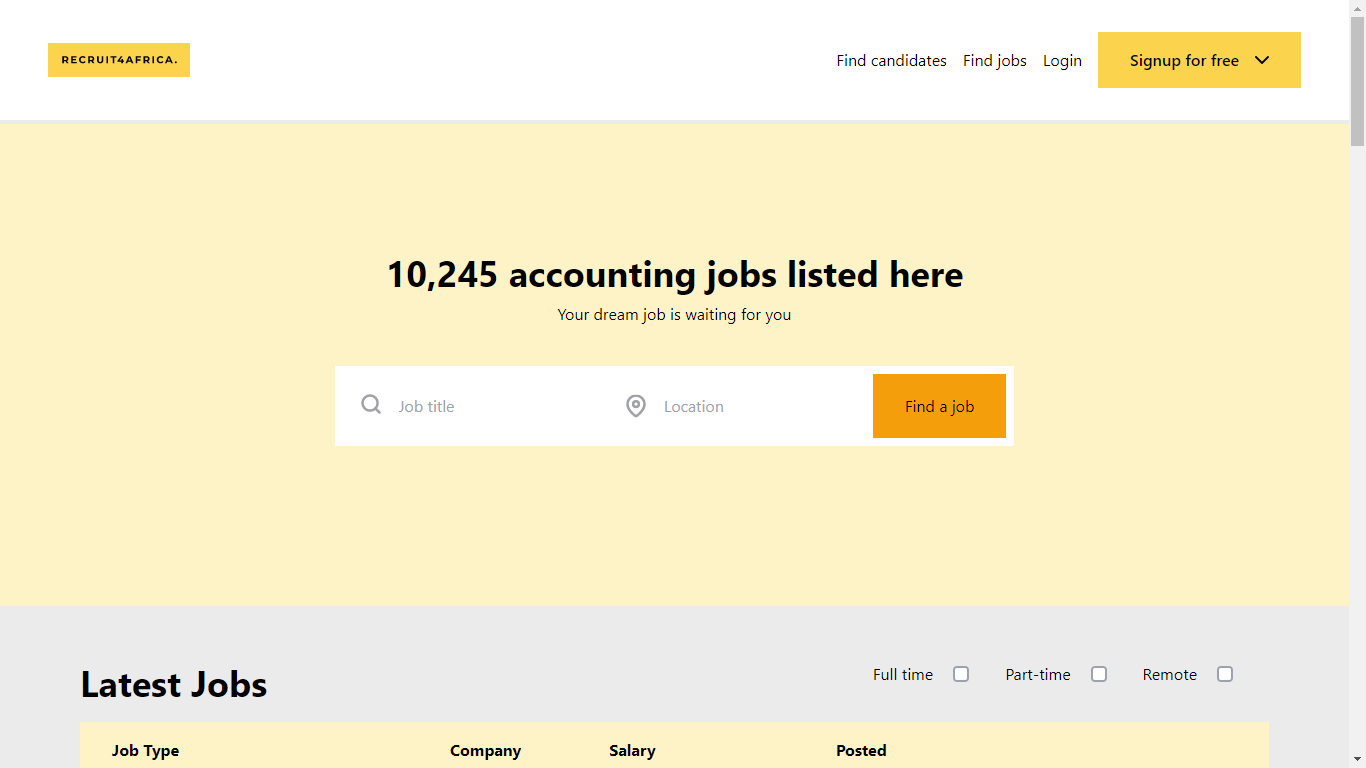 RECRUIT4AFRICA.
Find candidates Find jobs Login Signup for free
10,245 accounting jobs listed here
Your dream job is waiting for you
Job title Location Find a job
Latest Jobs Full time Part-time Remote
Job Type Company Salary Posted